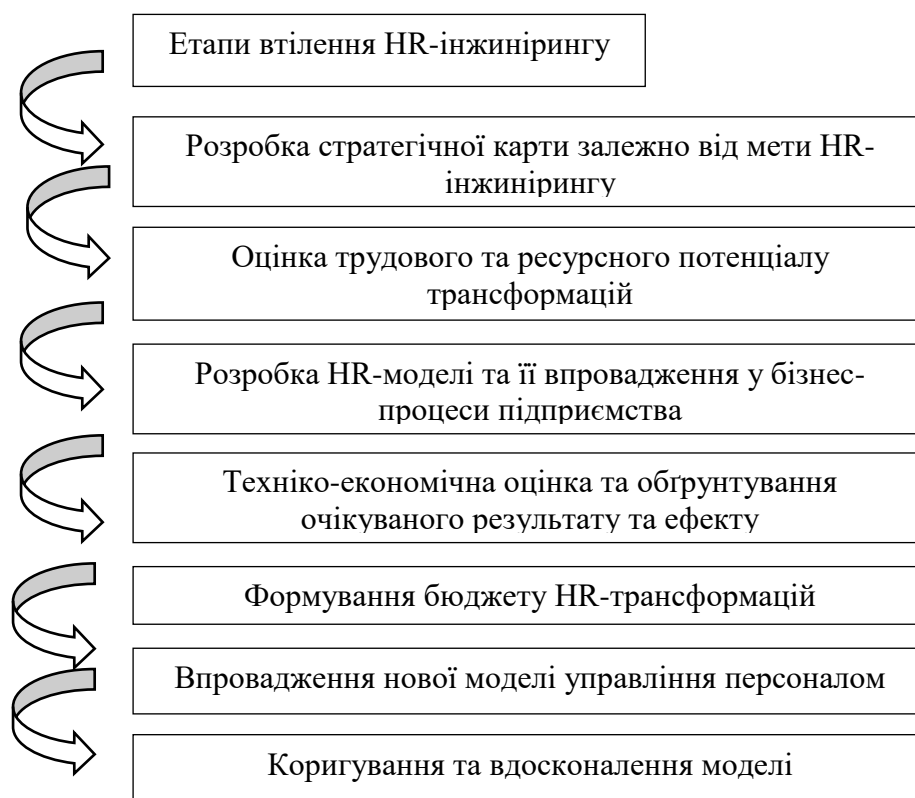 Етапи втілення HR-інжинірингу
Розробка стратегічної карти залежно від мети HR-
інжинірингу
Оцінка трудового та ресурсного потенціалу
трансформацій
Розробка HR-моделі та її впровадження у бізнес-
процеси підприємства
Техніко-економічна оцінка та обґрунтування
очікуваного результату та ефекту
Формування бюджету HR-трансформацій
Впровадження нової моделі управління персоналом
Коригування та вдосконалення моделі